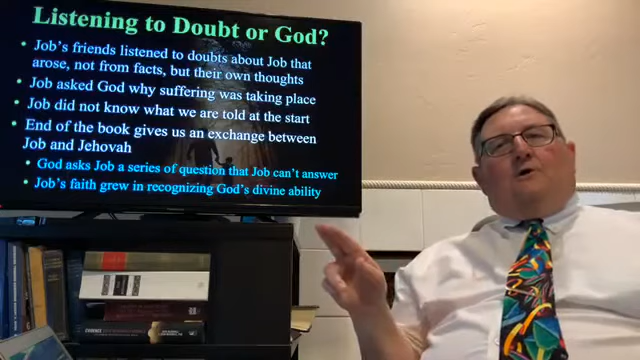 Listening to Doubt or God?
• Job's friends listened to doubts about Job that
arose, not from facts, but their own thoughts
• Job asked God why suffering was taking place
• Job did not know what we are told at the start
• End of the book gives us an exchange between
Job and Jehovah
• God asks Job a series of question that Job can't answer
• Job's faith grew in recognizing God's divine ability